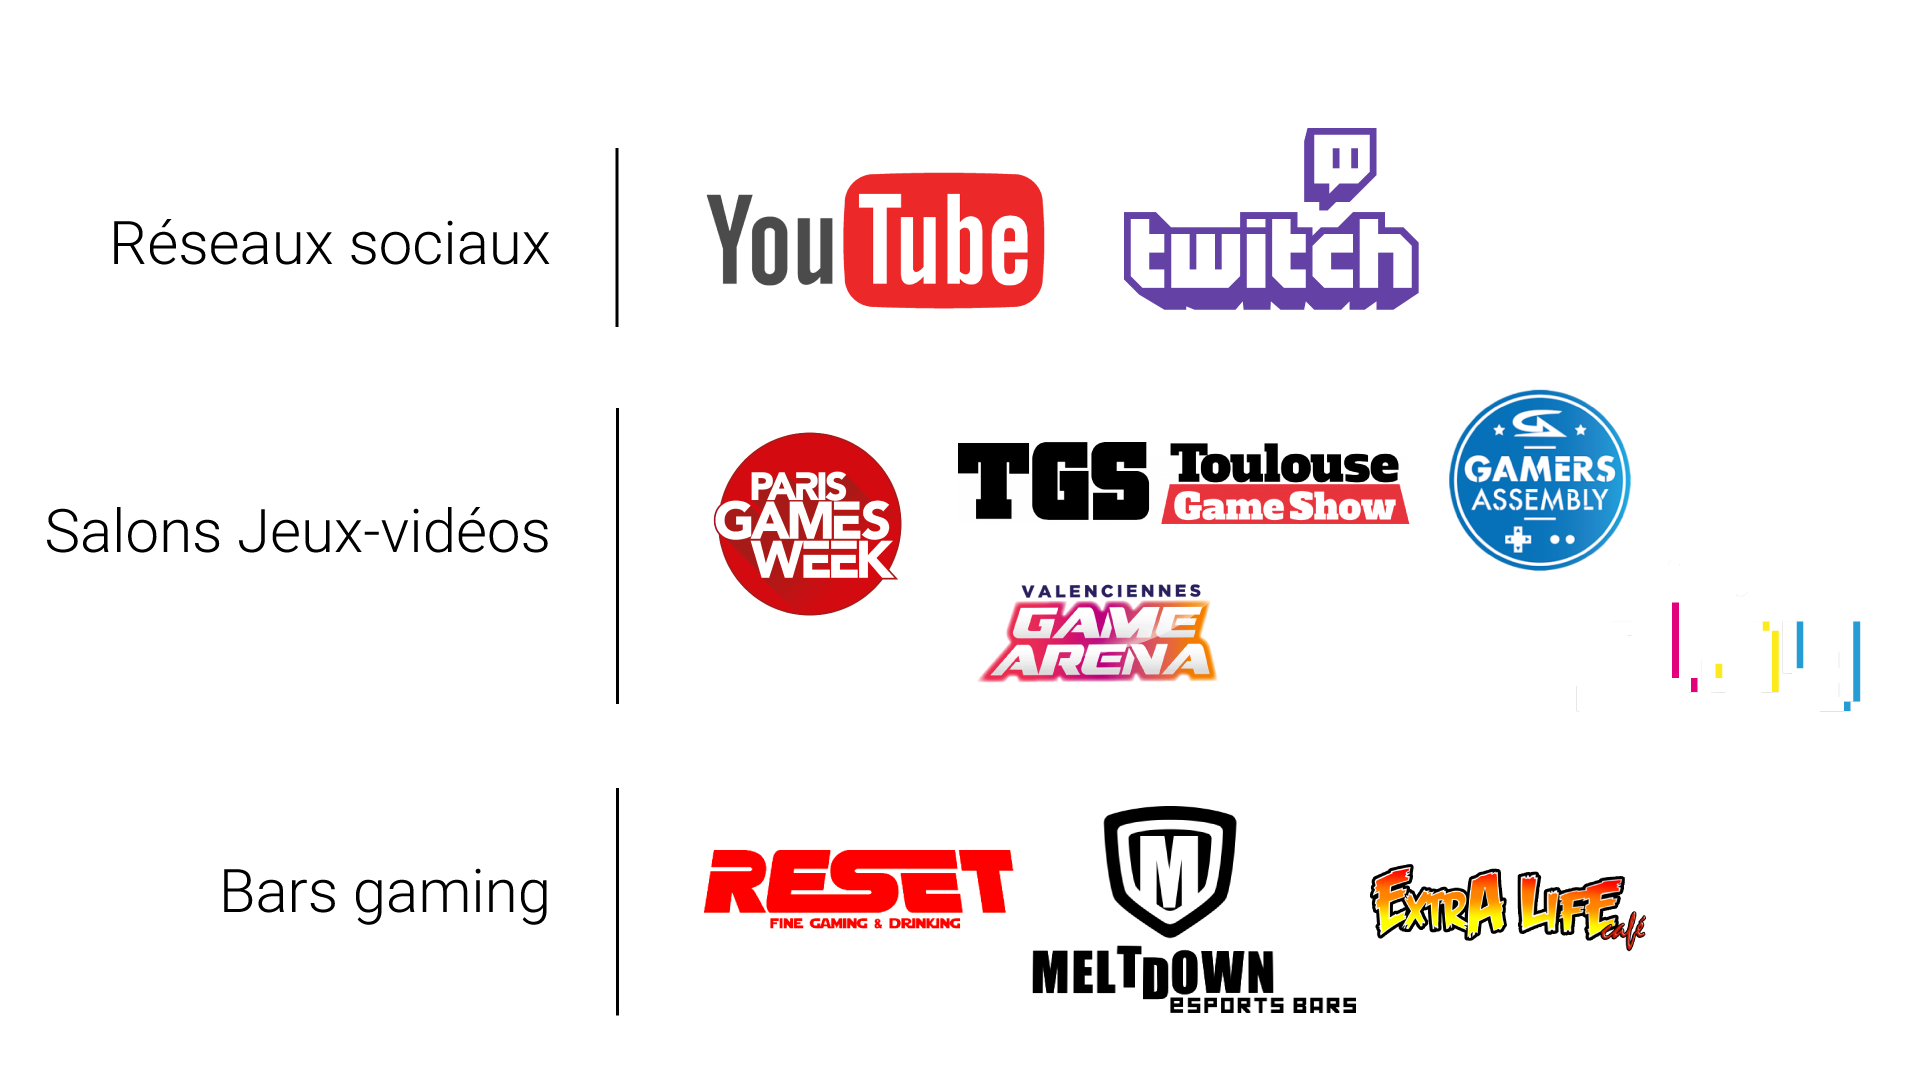 Réseaux sociaux
YouTube
twitch
Salons Jeux-vidéos
PARIS
GAMES
WEEK
TGS Toulouse
Game Show
GAMERS
ASSEMBLY
VALENCIENNES
GAME
ARENA
Bars gaming
RESET
FINE GAMING & DRINKING
M
MELTDOWN
ESPORTS BARS
EXTRA LIFE
café